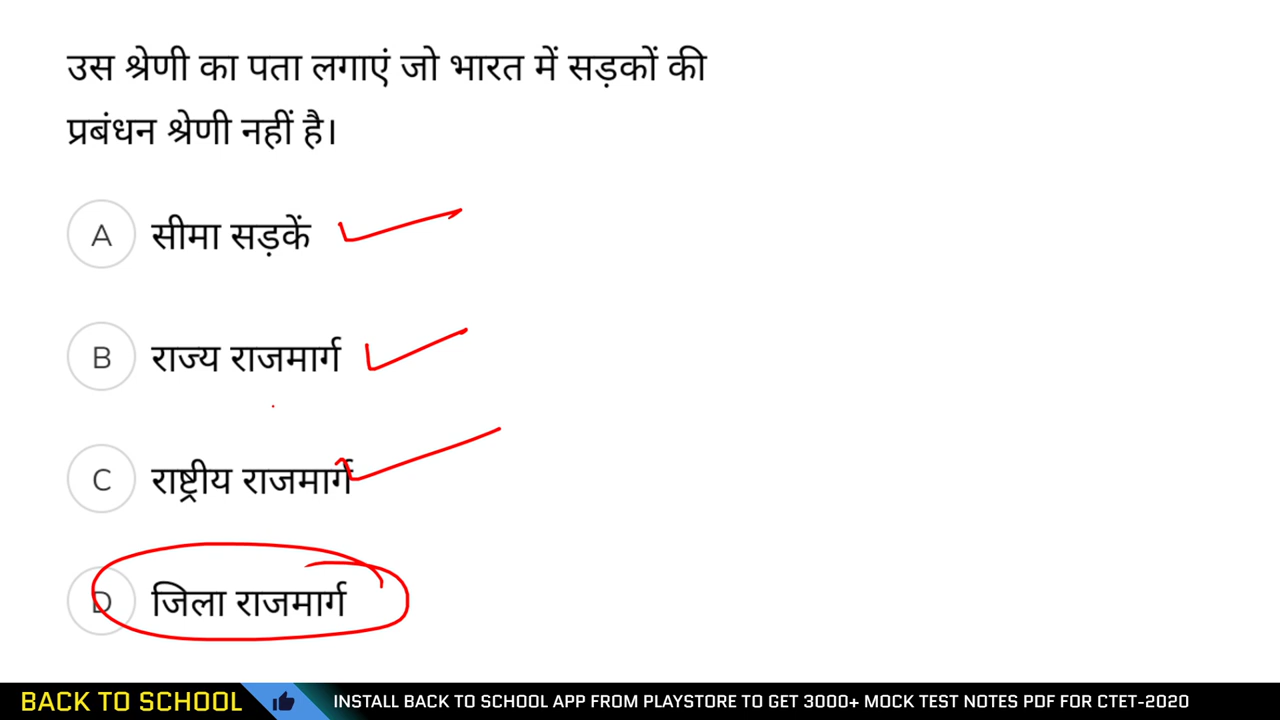 उस श्रेणी का पता लगाएं जो भारत में सड़कों की
प्रबंधन श्रेणी नहीं है।
A सीमा सड़कें
B राज्य राजमार्ग
C राष्ट्रीय राजमार्ग
D जिला राजमार्ग
BACK TO SCHOOL INSTALL BACK TO SCHOOL APP FROM PLAYSTORE TO GET 3000+ MOCK TEST NOTES PDF FOR CTET-2020